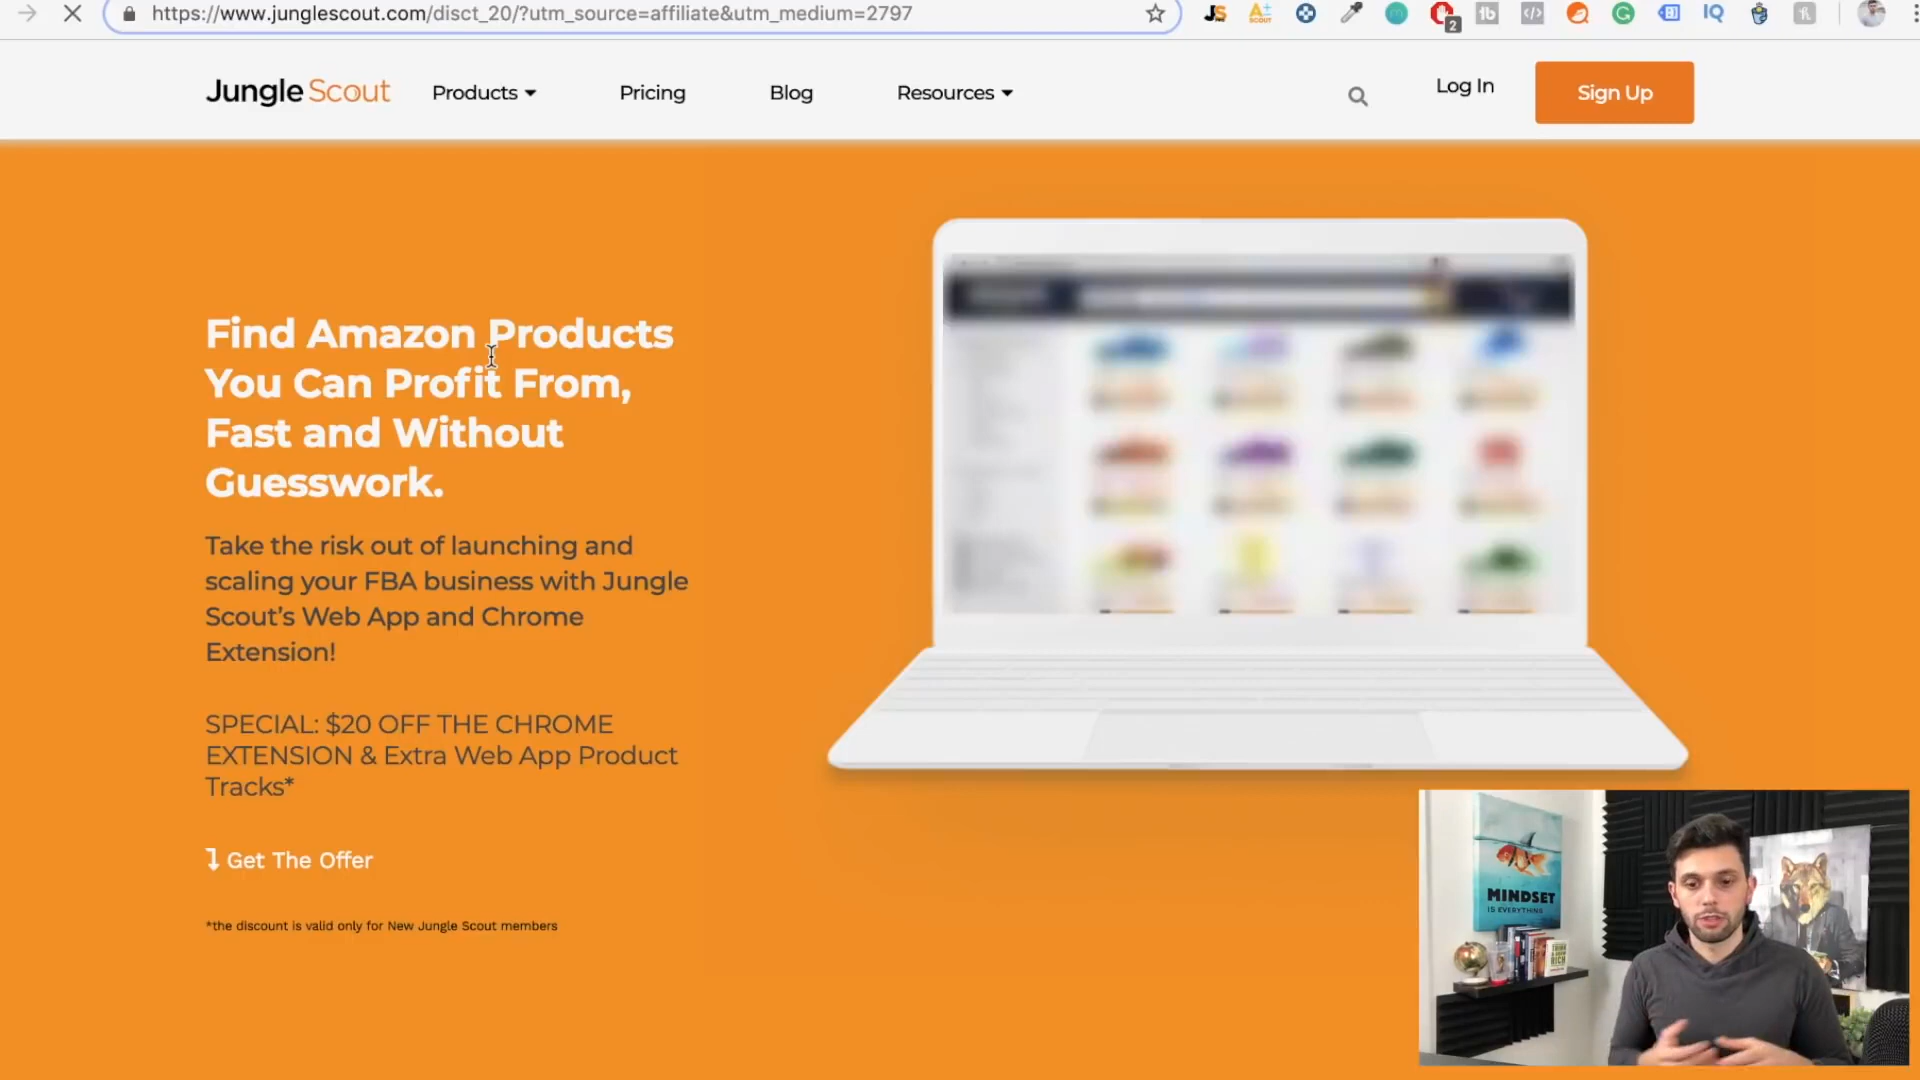 https://www.junglescout.com/disct_20/?utm_source=affiliate&utm_medium=2797
2
Jungle Scout
Products
Pricing
Blog
Resources
Log In
Sign Up
Find Amazon Products
You Can Profit From,
Fast and Without
Guesswork.
Take the risk out of launching and
scaling your FBA business with Jungle
Scout's Web App and Chrome
Extension!
SPECIAL: $20 OFF THE CHROME
EXTENSION & Extra Web App Product
Tracks*
Get The Offer
*the discount is valid only for New Jungle Scout members
MINDSET
IS EVERYTHING